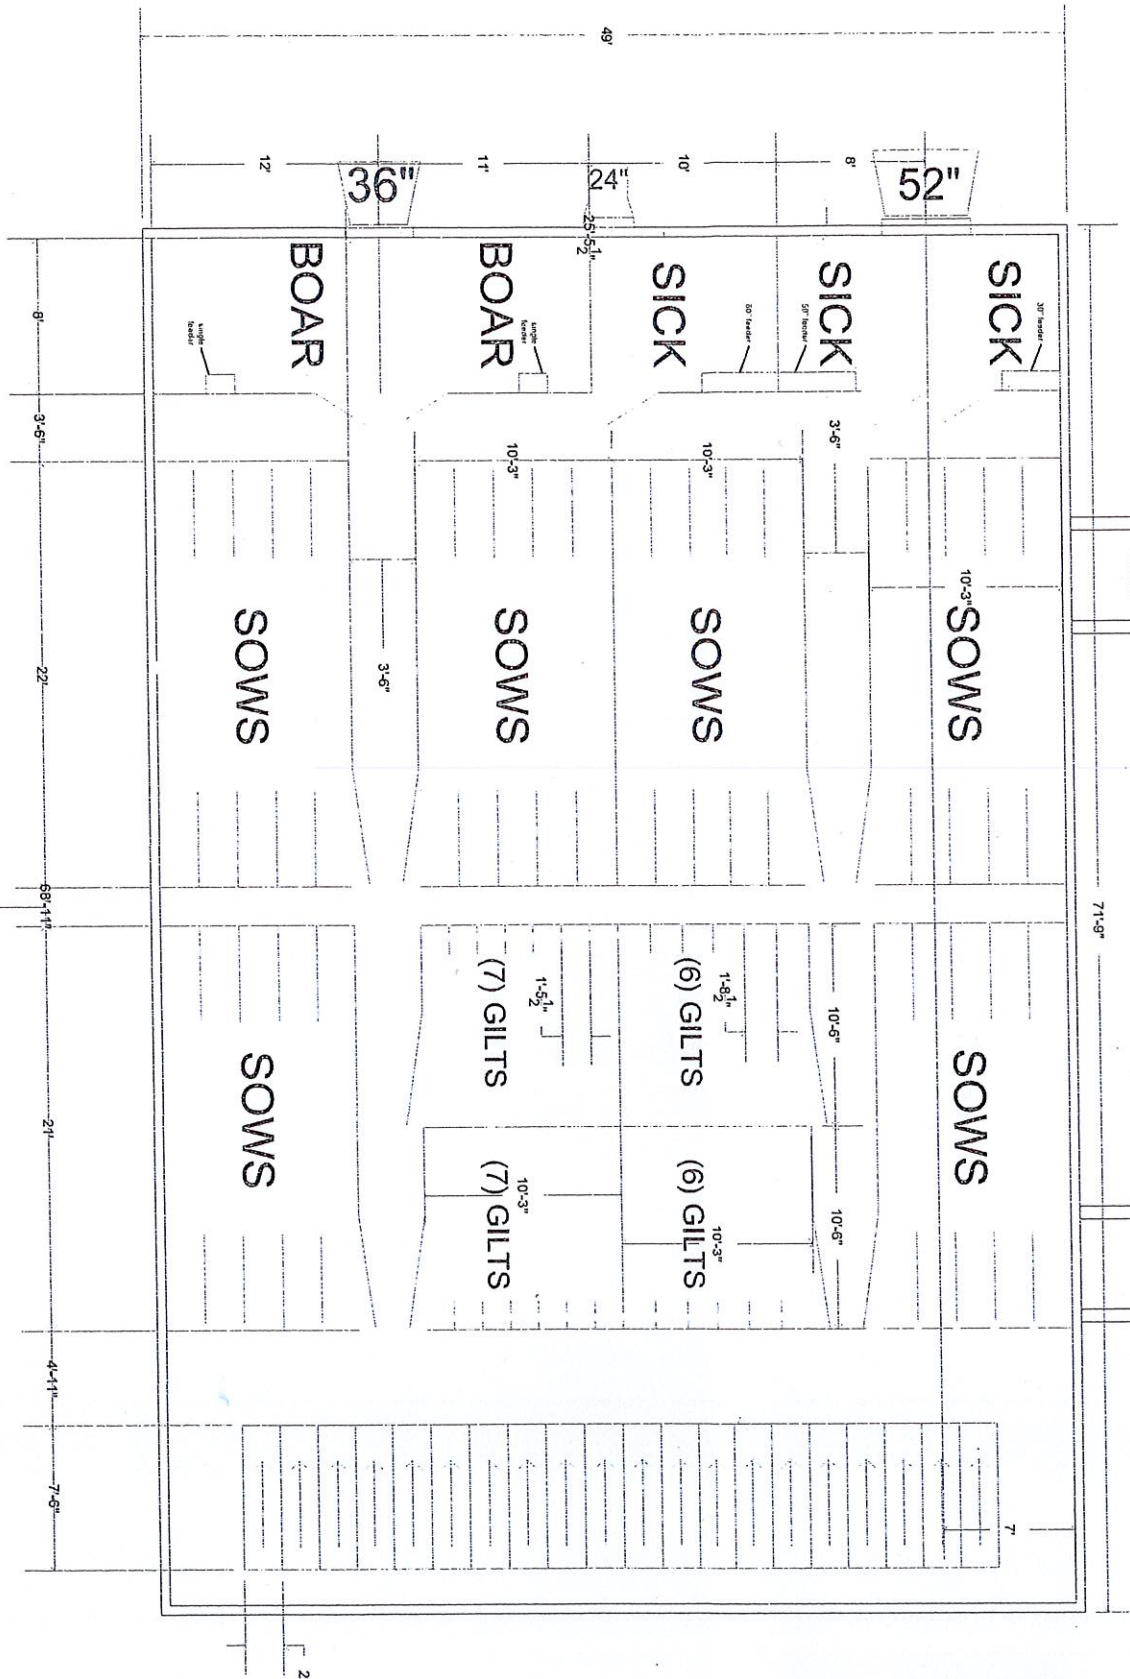 49'
12'
36"
11'
24"
10'
8'
52"
25'-5 1/2"
BOAR
BOAR
SICK
SICK
SICK
single
feeder
single
feeder
50" feeder
30" feeder
8'
3'-6"
10'-3"
10'-3"
3'-6"
10'-3"
SOWS
SOWS
SOWS
SOWS
3'-6"
22'
68'-11"
71'-9"
(7) GILTS
1'-5 1/2"
(6) GILTS
1'-8 1/2"
10'-6"
SOWS
SOWS
21'
(7) GILTS
10'-3"
(6) GILTS
10'-3"
10'-6"
4'-11"
7'-6"
7'
2